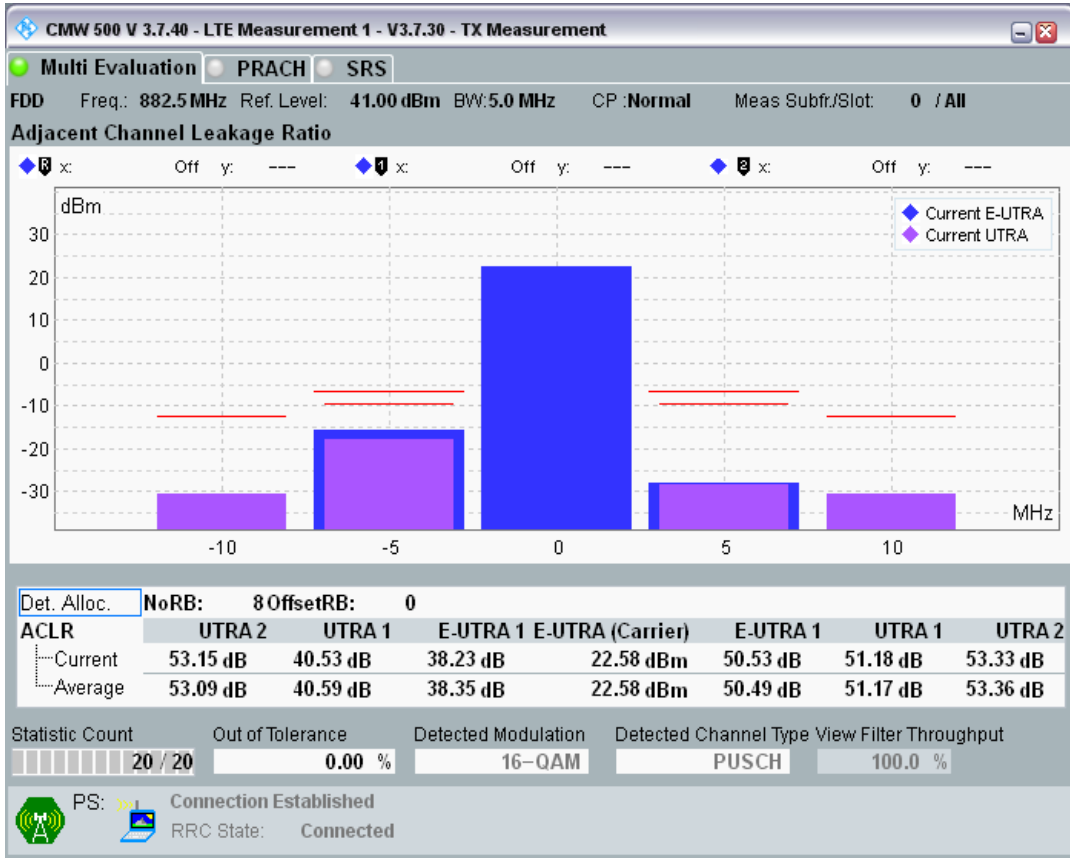 CMW 500 V 3.7.40 - LTE Measurement 1 - V3.7.30 - TX Measurement
Multi Evaluation PRACH SRS
FDD Freq.: 882.5 MHz Ref. Level: 41.00 dBm BW: 5.0 MHz CP :Normal Meas Subfr./Slot: 0 / All
Adjacent Channel Leakage Ratio
R x: Off y: --- 1 x: Off y: --- 2 x: Off y: ---
dBm
Current E-UTRA
Current UTRA
30
20
10
0
-10
-20
-30
MHz
-10 -5 0 5 10
Det. Alloc. NoRB: 8 OffsetRB: 0
ACLR UTRA 2 UTRA 1 E-UTRA 1 E-UTRA (Carrier) E-UTRA 1 UTRA 1 UTRA 2
Current 53.15 dB 40.53 dB 38.23 dB 22.58 dBm 50.53 dB 51.18 dB 53.33 dB
Average 53.09 dB 40.59 dB 38.35 dB 22.58 dBm 50.49 dB 51.17 dB 53.36 dB
Statistic Count Out of Tolerance Detected Modulation Detected Channel Type View Filter Throughput
20 / 20 0.00 % 16-QAM PUSCH 100.0 %
PS: Connection Established
RRC State: Connected